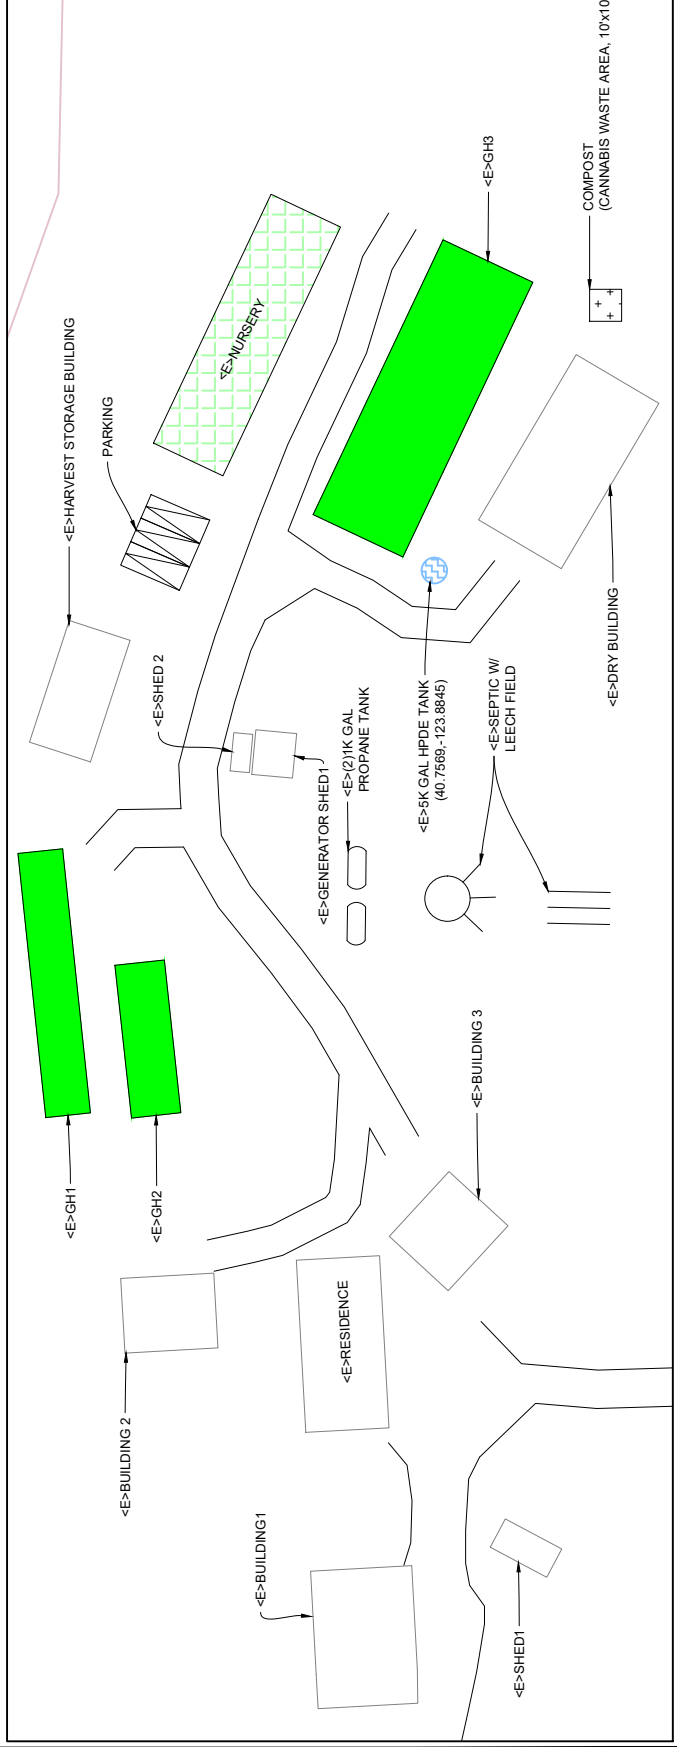 <E>HARVEST STORAGE BUILDING
PARKING
<E>NURSERY
<E>GH3
COMPOST
(CANNABIS WASTE AREA, 10'x10
<E>SHED 2
<E>GENERATOR SHED1
<E>(2)1K GAL
PROPANE TANK
<E>5K GAL HPDE TANK
(40.7569,-123.8845)
<E>SEPTIC W/
LEECH FIELD
<E>DRY BUILDING
<E>GH1
<E>GH2
<E>BUILDING 3
<E>BUILDING 2
<E>RESIDENCE
<E>BUILDING1
<E>SHED1